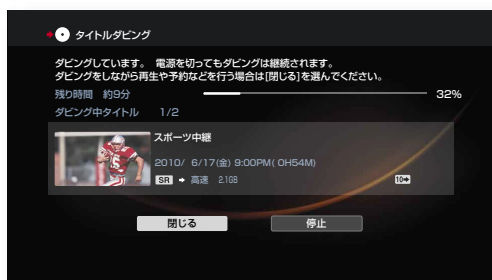 タイトルダビング
ダビングしています。 電源を切ってもダビングは継続されます。
ダビングをしながら再生や予約などを行う場合は[閉じる]を選んでください。
残り時間 約9分 32%
ダビング中タイトル 1/2
スポーツ中継
2010/ 6/17(金) 9:00PM( 0H54M)
SR 高速 2.1GB 10
閉じる 停止